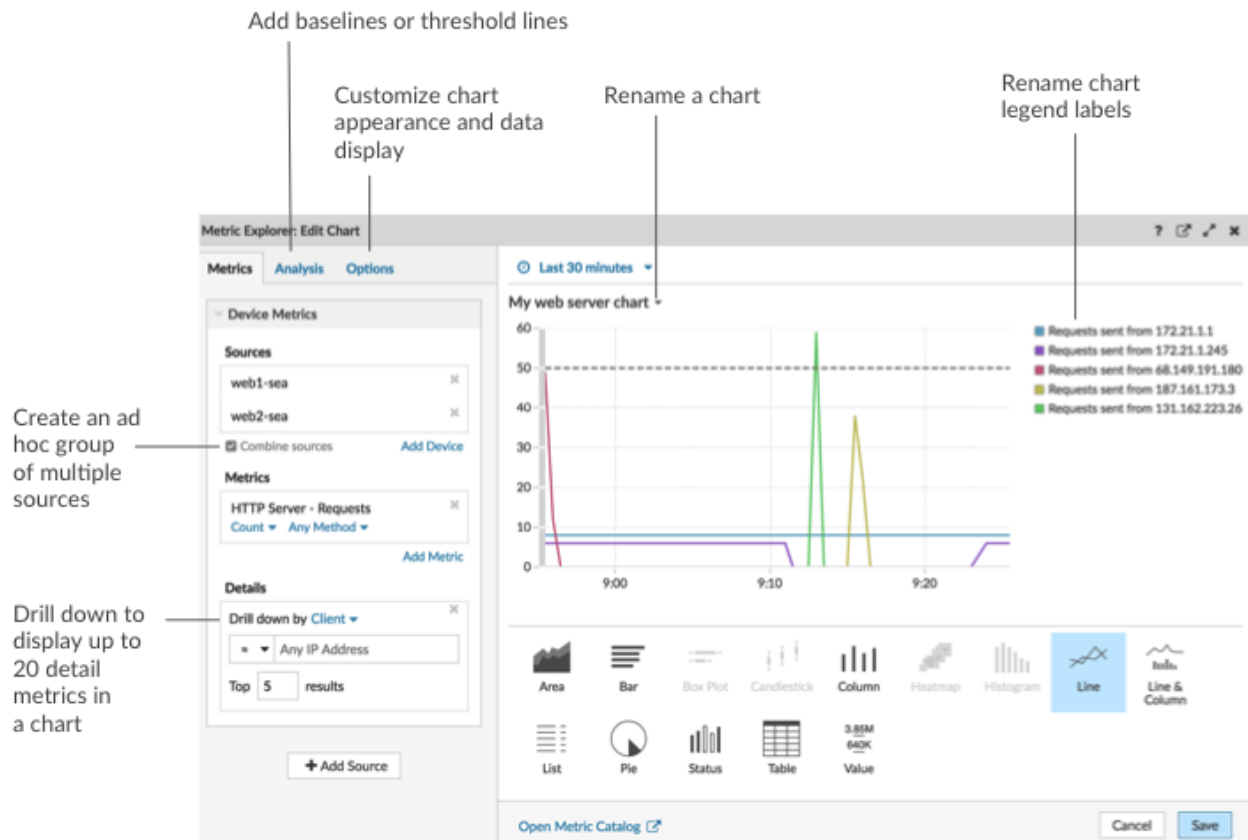 Add baselines or threshold lines
Customize chart
appearance and data
display
Rename a chart
Rename chart
legend labels
Metric Explorer: Edit Chart
?
Metrics Analysis Options
Last 30 minutes
Device Metrics
My web server chart
Sources
web1-sea
web2-sea
Combine sources Add Device
Create an ad
hoc group
of multiple
sources
Metrics
HTTP Server - Requests
Count Any Method
Add Metric
Details
Drill down by Client
≈ Any IP Address
Top 5 results
Drill down to
display up to
20 detail
metrics in
a chart
+ Add Source
60
50
40
30
20
10
0
9:00 9:10 9:20
Requests sent from 172.21.1.1
Requests sent from 172.21.1.245
Requests sent from 68.149.191.180
Requests sent from 187.161.173.3
Requests sent from 131.162.223.26
Area Bar Box Plot Candlestick Column Heatmap Histogram Line Line &
Column
3.85M
640K
List Pie Status Table Value
Open Metric Catalog
Cancel Save